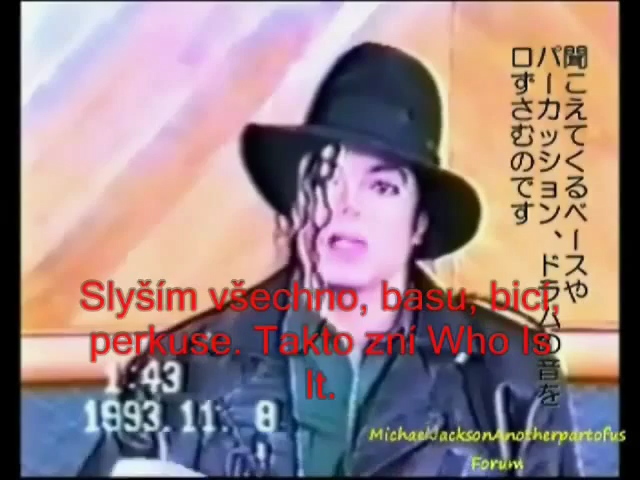 聞こえてくるベースや
パーカッション、ドラムの音を
口ずさむのです
Slyším všechno, basu, bicí,
perkuse. Takto zní Who Is
It.
1:43
1993.11. 8
MichaelJacksonAnotherpartofus
Forum